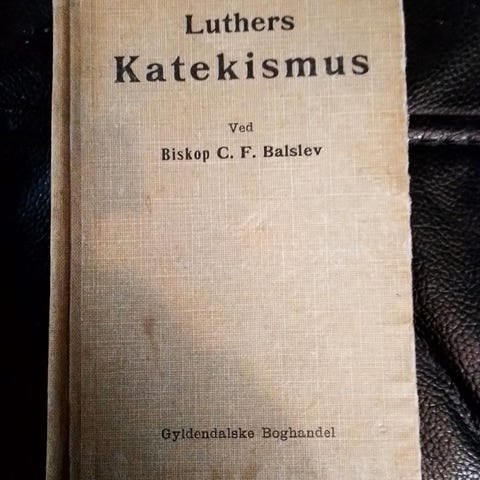 Luthers
Katekismus
Ved
Biskop C. F. Balslev
Gyldendalske Boghandel